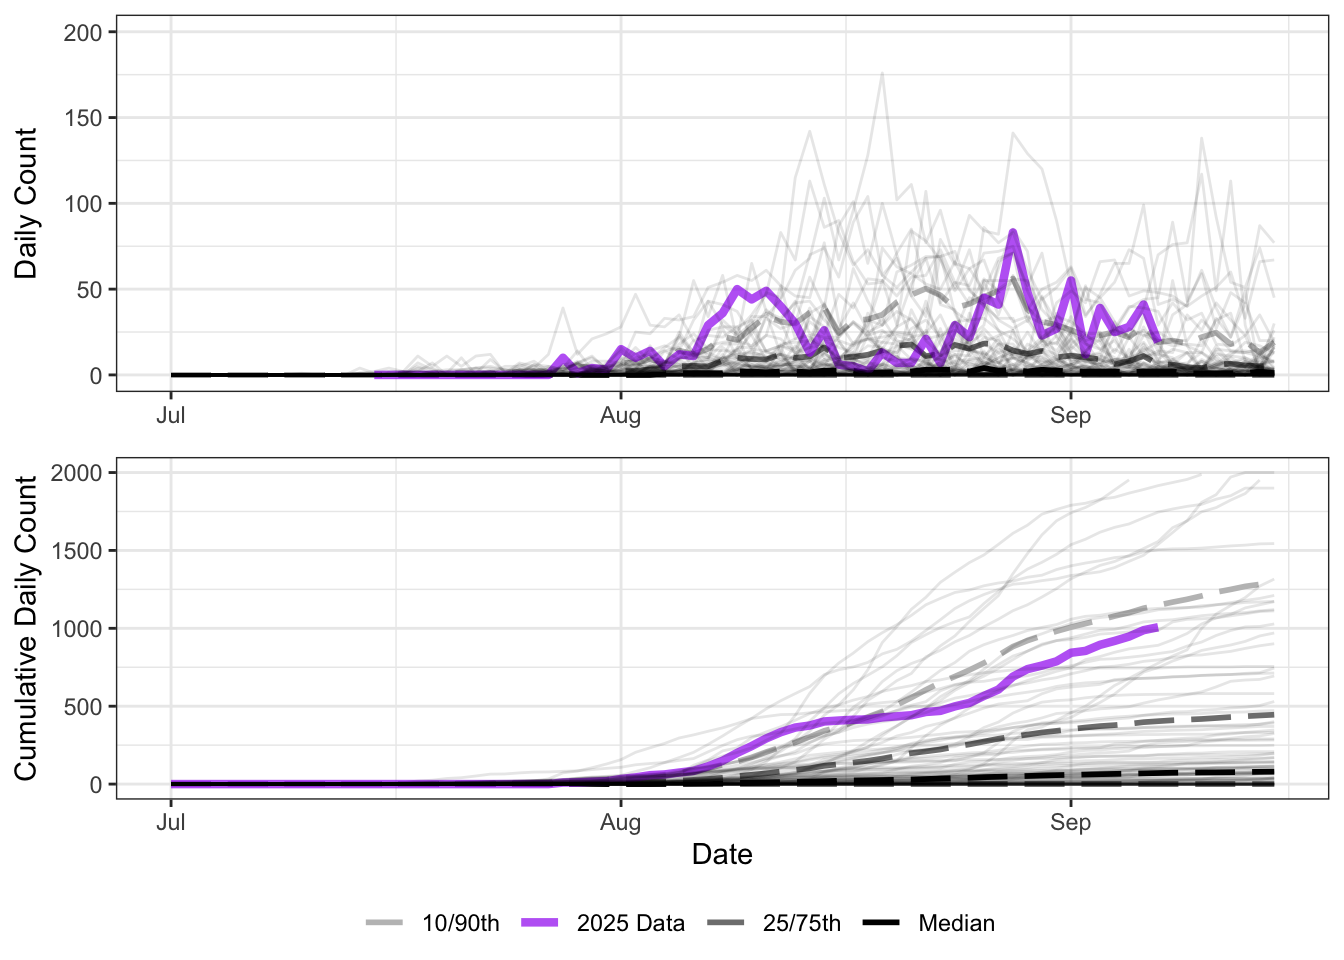 200
150
100
50
0
Daily Count
Jul Aug Sep
2000
1500
1000
500
0
Cumulative Daily Count
Jul Aug Sep
Date
10/90th 2025 Data 25/75th Median